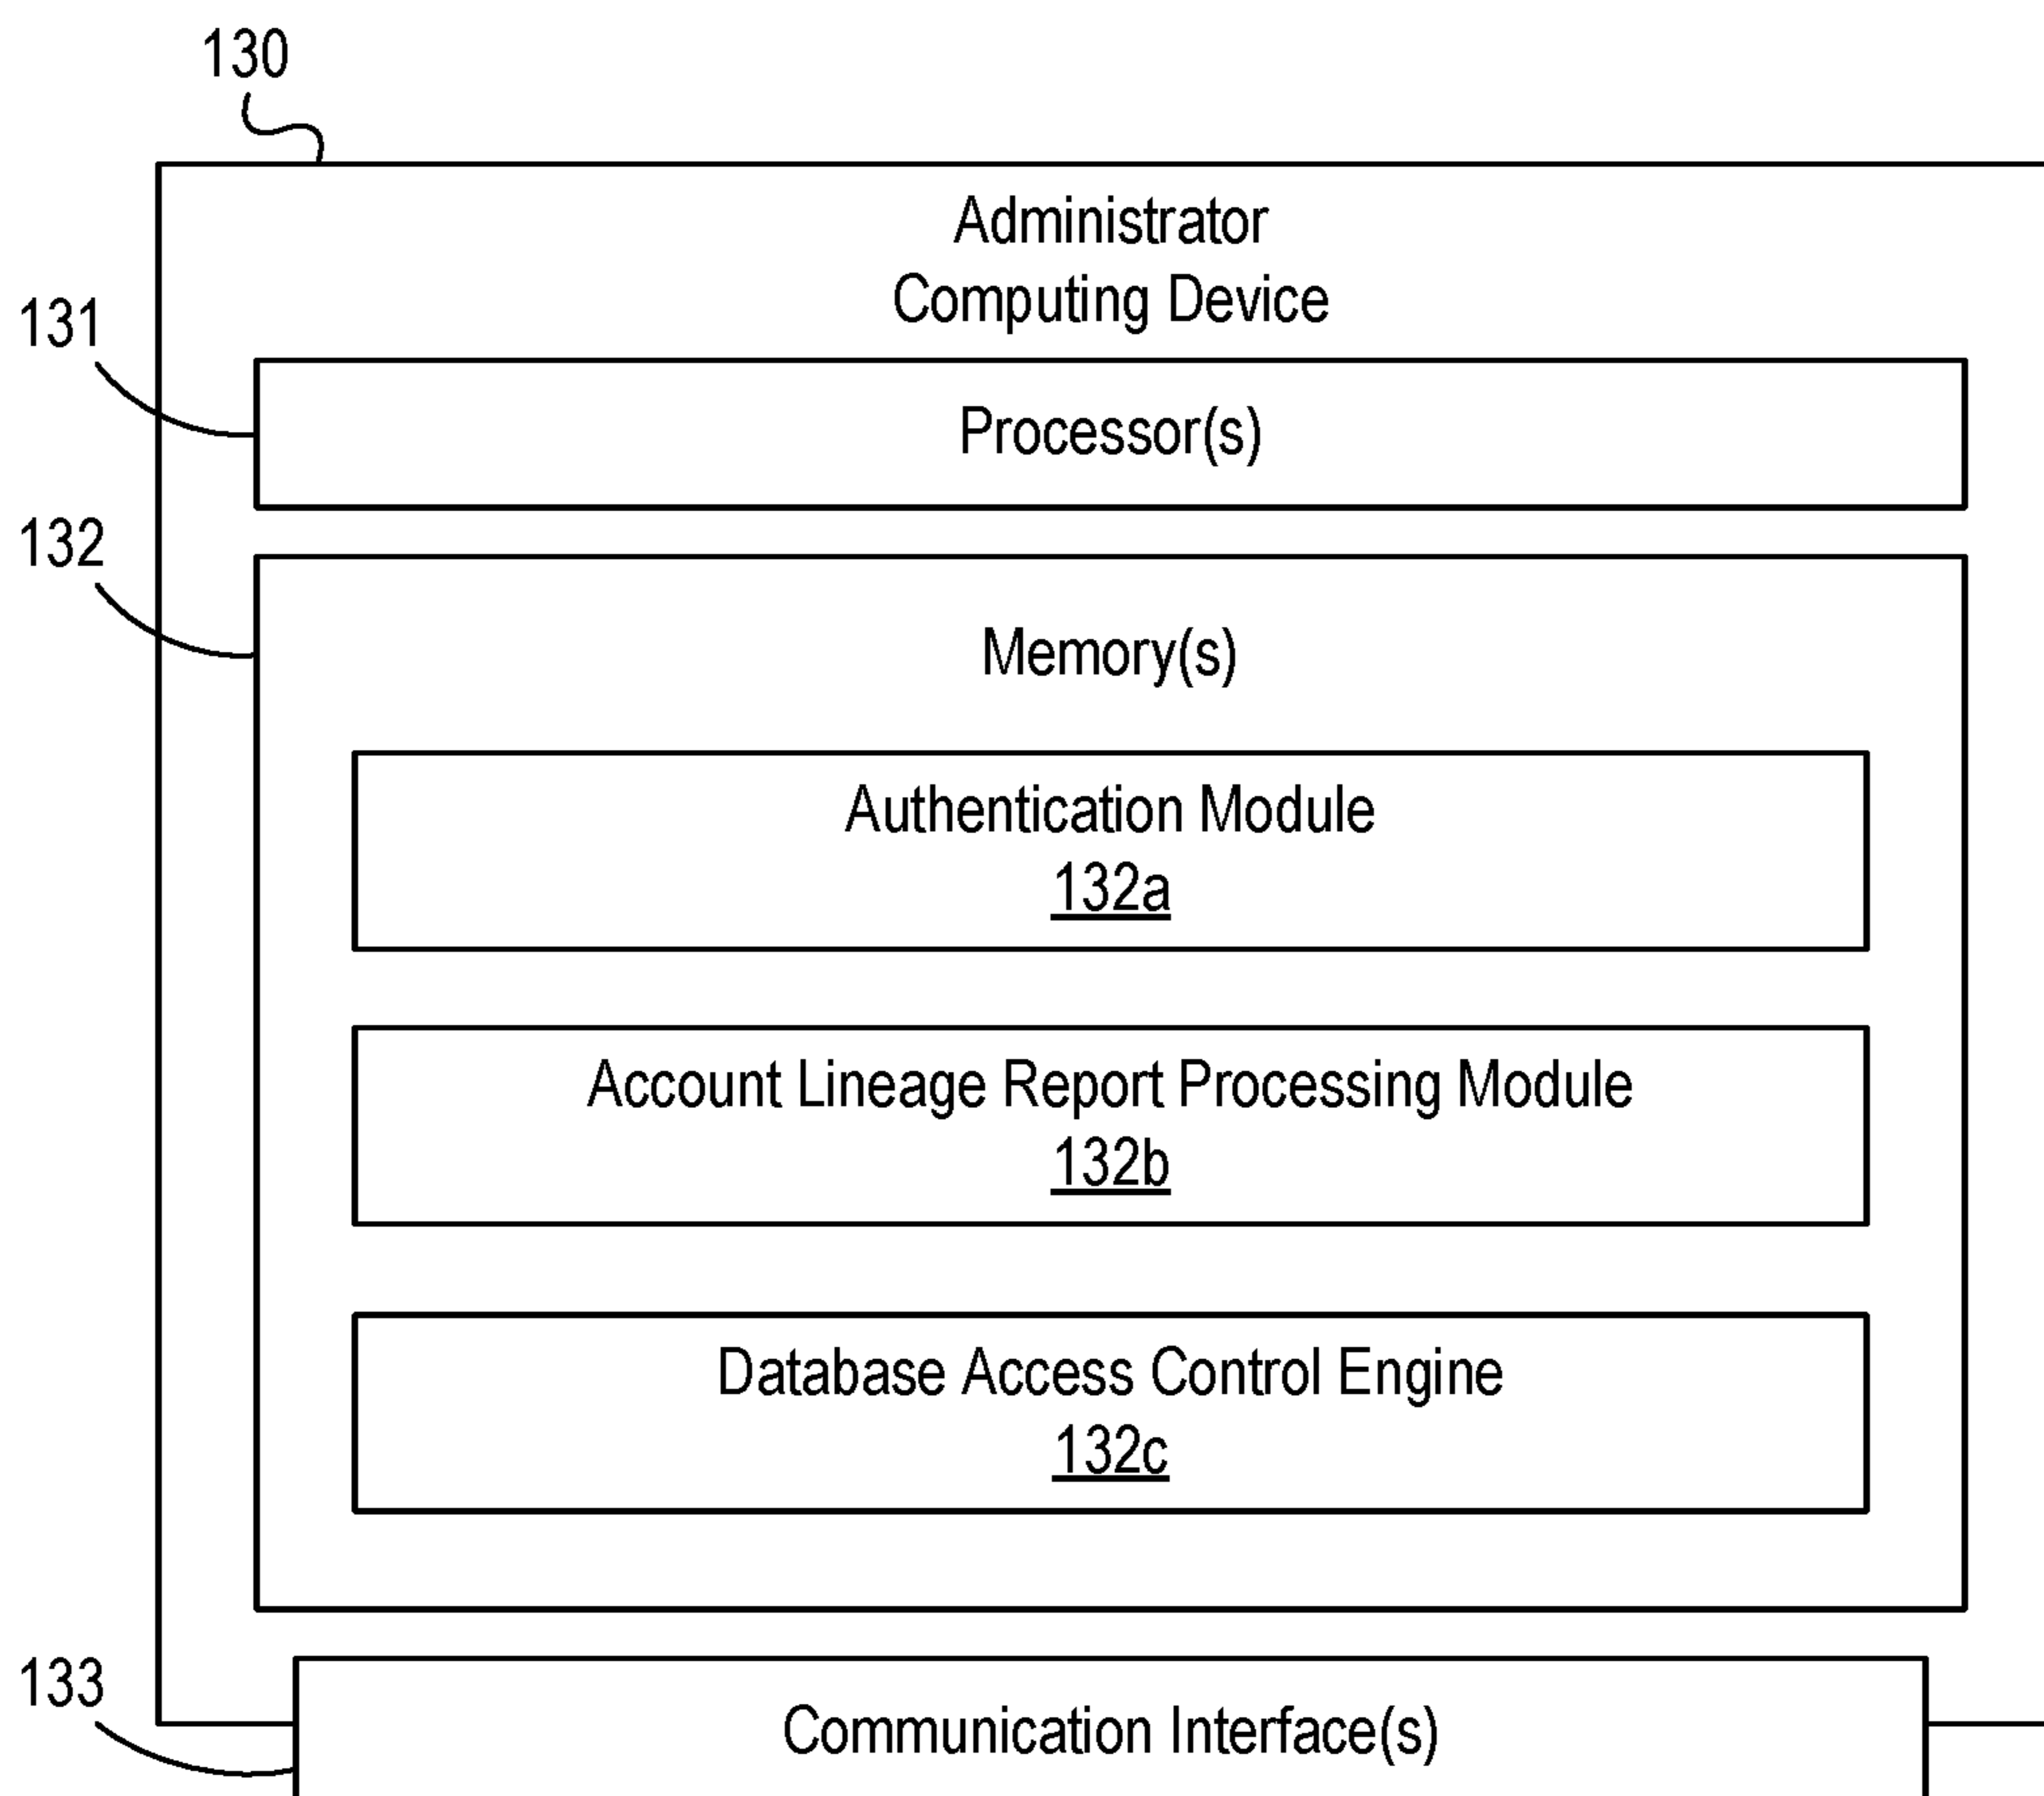 130
Administrator
Computing Device
131
Processor(s)
132
Memory(s)
Authentication Module
132a
Account Lineage Report Processing Module
132b
Database Access Control Engine
132c
133
Communication Interface(s)